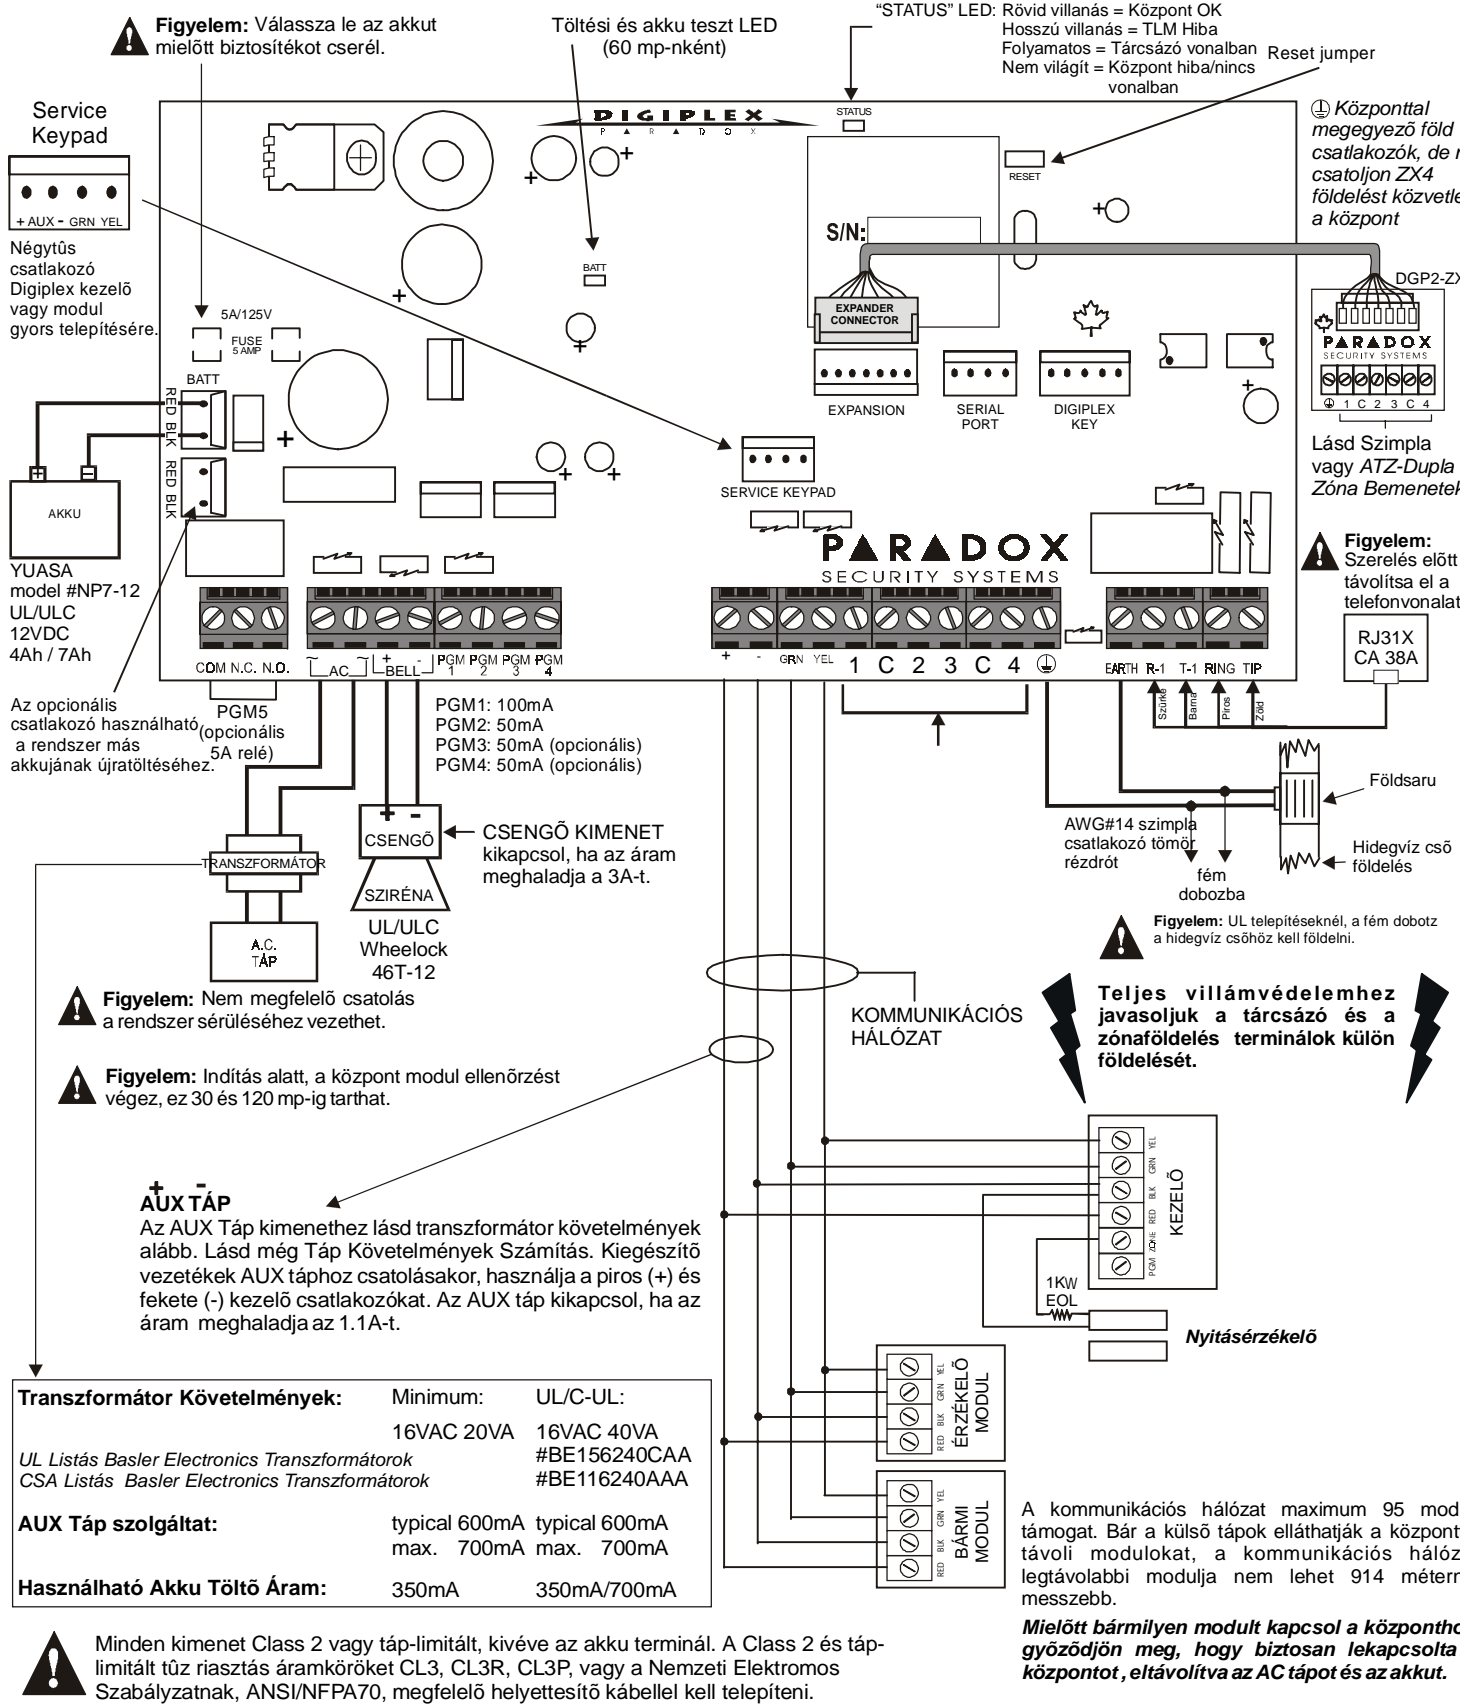 Figyelem: Válassza le az akkut
mielõtt biztosítékot cserél.
Töltési és akku teszt LED
(60 mp-nként)
“STATUS” LED: Rövid villanás = Központ OK
Hosszú villanás = TLM Hiba
Folyamatos = Tárcsázó vonalban
Nem világít = Központ hiba/nincs
vonalban
Reset jumper
Service
Keypad
+ AUX - GRN YEL
Négytûs
csatlakozó
Digiplex kezelõ
vagy modul
gyors telepítésére.
DIGIPLEX
PARADOX
STATUS
RESET
S/N:
BATT
Központtal
megegyezõ föld
csatlakozók, de
csatoljon ZX4
földelést
a központ
5A/125V
FUSE
5 AMP
BATT
RED BLK
RED BLK
+ -
AKKU
YUASA
model #NP7-12
UL/ULC
12VDC
4Ah / 7Ah
Az opcionális
csatlakozó használható
a rendszer más
akkujának újratöltéséhez.
EXPANDER
CONNECTOR
EXPANSION
SERIAL
PORT
DIGIPLEX
KEY
SERVICE KEYPAD
DGP2-ZX
PARADOX
SECURITY SYSTEMS
1 C 2 3 C 4
Lásd Szimpla
vagy ATZ-Dupla
Zóna Bemenetek
Figyelem:
Szerelés elõtt
távolítsa el a
telefonvonalat
RJ31X
CA 38A
PARADOX
SECURITY SYSTEMS
COM N.C. N.O.
~ AC ~
+ BELL -
PGM 1 PGM 2 PGM 3 PGM 4
+ - GRN YEL 1 C 2 3 C 4
EARTH R-1 T-1 RING TIP
Szürke
Barna
Piros
Zöld
PGM5
(opcionális
5A relé)
PGM1: 100mA
PGM2: 50mA
PGM3: 50mA (opcionális)
PGM4: 50mA (opcionális)
+ -
CSENGÕ
SZIRÉNA
UL/ULC
Wheelock
46T-12
CSENGÕ KIMENET
kikapcsol, ha az áram
meghaladja a 3A-t.
TRANSZFORMÁTOR
A.C.
TÁP
Földsaru
AWG#14 szimpla
csatlakozó tömör
rézdrót
fém
dobozba
Hidegvíz csõ
földelés
Figyelem: UL telepítéseknél, a fém dobotz
a hidegvíz csõhöz kell földelni.
Figyelem: Nem megfelelõ csatolás
a rendszer sérüléséhez vezethet.
KOMMUNIKÁCIÓS
HÁLÓZAT
Teljes villámvédelemhez
javasoljuk a tárcsázó és a
zónaföldelés terminálok külön
földelését.
Figyelem: Indítás alatt, a központ modul ellenõrzést
végez, ez 30 és 120 mp-ig tarthat.
+ -
AUX TÁP
Az AUX Táp kimenethez lásd transzformátor követelmények
alább. Lásd még Táp Követelmények Számítás. Kiegészítõ
vezetékek AUX táphoz csatolásakor, használja a piros (+) és
fekete (-) kezelõ csatlakozókat. Az AUX táp kikapcsol, ha az
áram meghaladja az 1.1A-t.
YEL
GRN
BLK
RED
ZONE
PGM
KEZELÕ
1KW
EOL
Nyitásérzékelõ
YEL
GRN
BLK
RED
ÉRZÉKELÕ
MODUL
YEL
GRN
BLK
RED
BÁRMI
MODUL
Transzformátor Követelmények: Minimum: UL/C-UL:
16VAC 20VA 16VAC 40VA
UL Listás Basler Electronics Transzformátorok #BE156240CAA
CSA Listás Basler Electronics Transzformátorok #BE116240AAA
AUX Táp szolgáltat: typical 600mA typical 600mA
max. 700mA max. 700mA
Használható Akku Töltõ Áram: 350mA 350mA/700mA
A kommunikációs hálózat maximum 95
támogat. Bár a külsõ tápok elláthatják a
távoli modulokat, a kommunikációs
legtávolabbi modulja nem lehet 914
messzebb.
Mielõtt bármilyen modult kapcsol a
gyõzõdjön meg, hogy biztosan lekapcsolta
központot, eltávolítva az AC tápot és az akkut.
Minden kimenet Class 2 vagy táp-limitált, kivéve az akku terminál. A Class 2 és táp-
limitált tûz riasztás áramköröket CL3, CL3R, CL3P, vagy a Nemzeti Elektromos
Szabályzatnak, ANSI/NFPA70, megfelelõ helyettesítõ kábellel kell telepíteni.